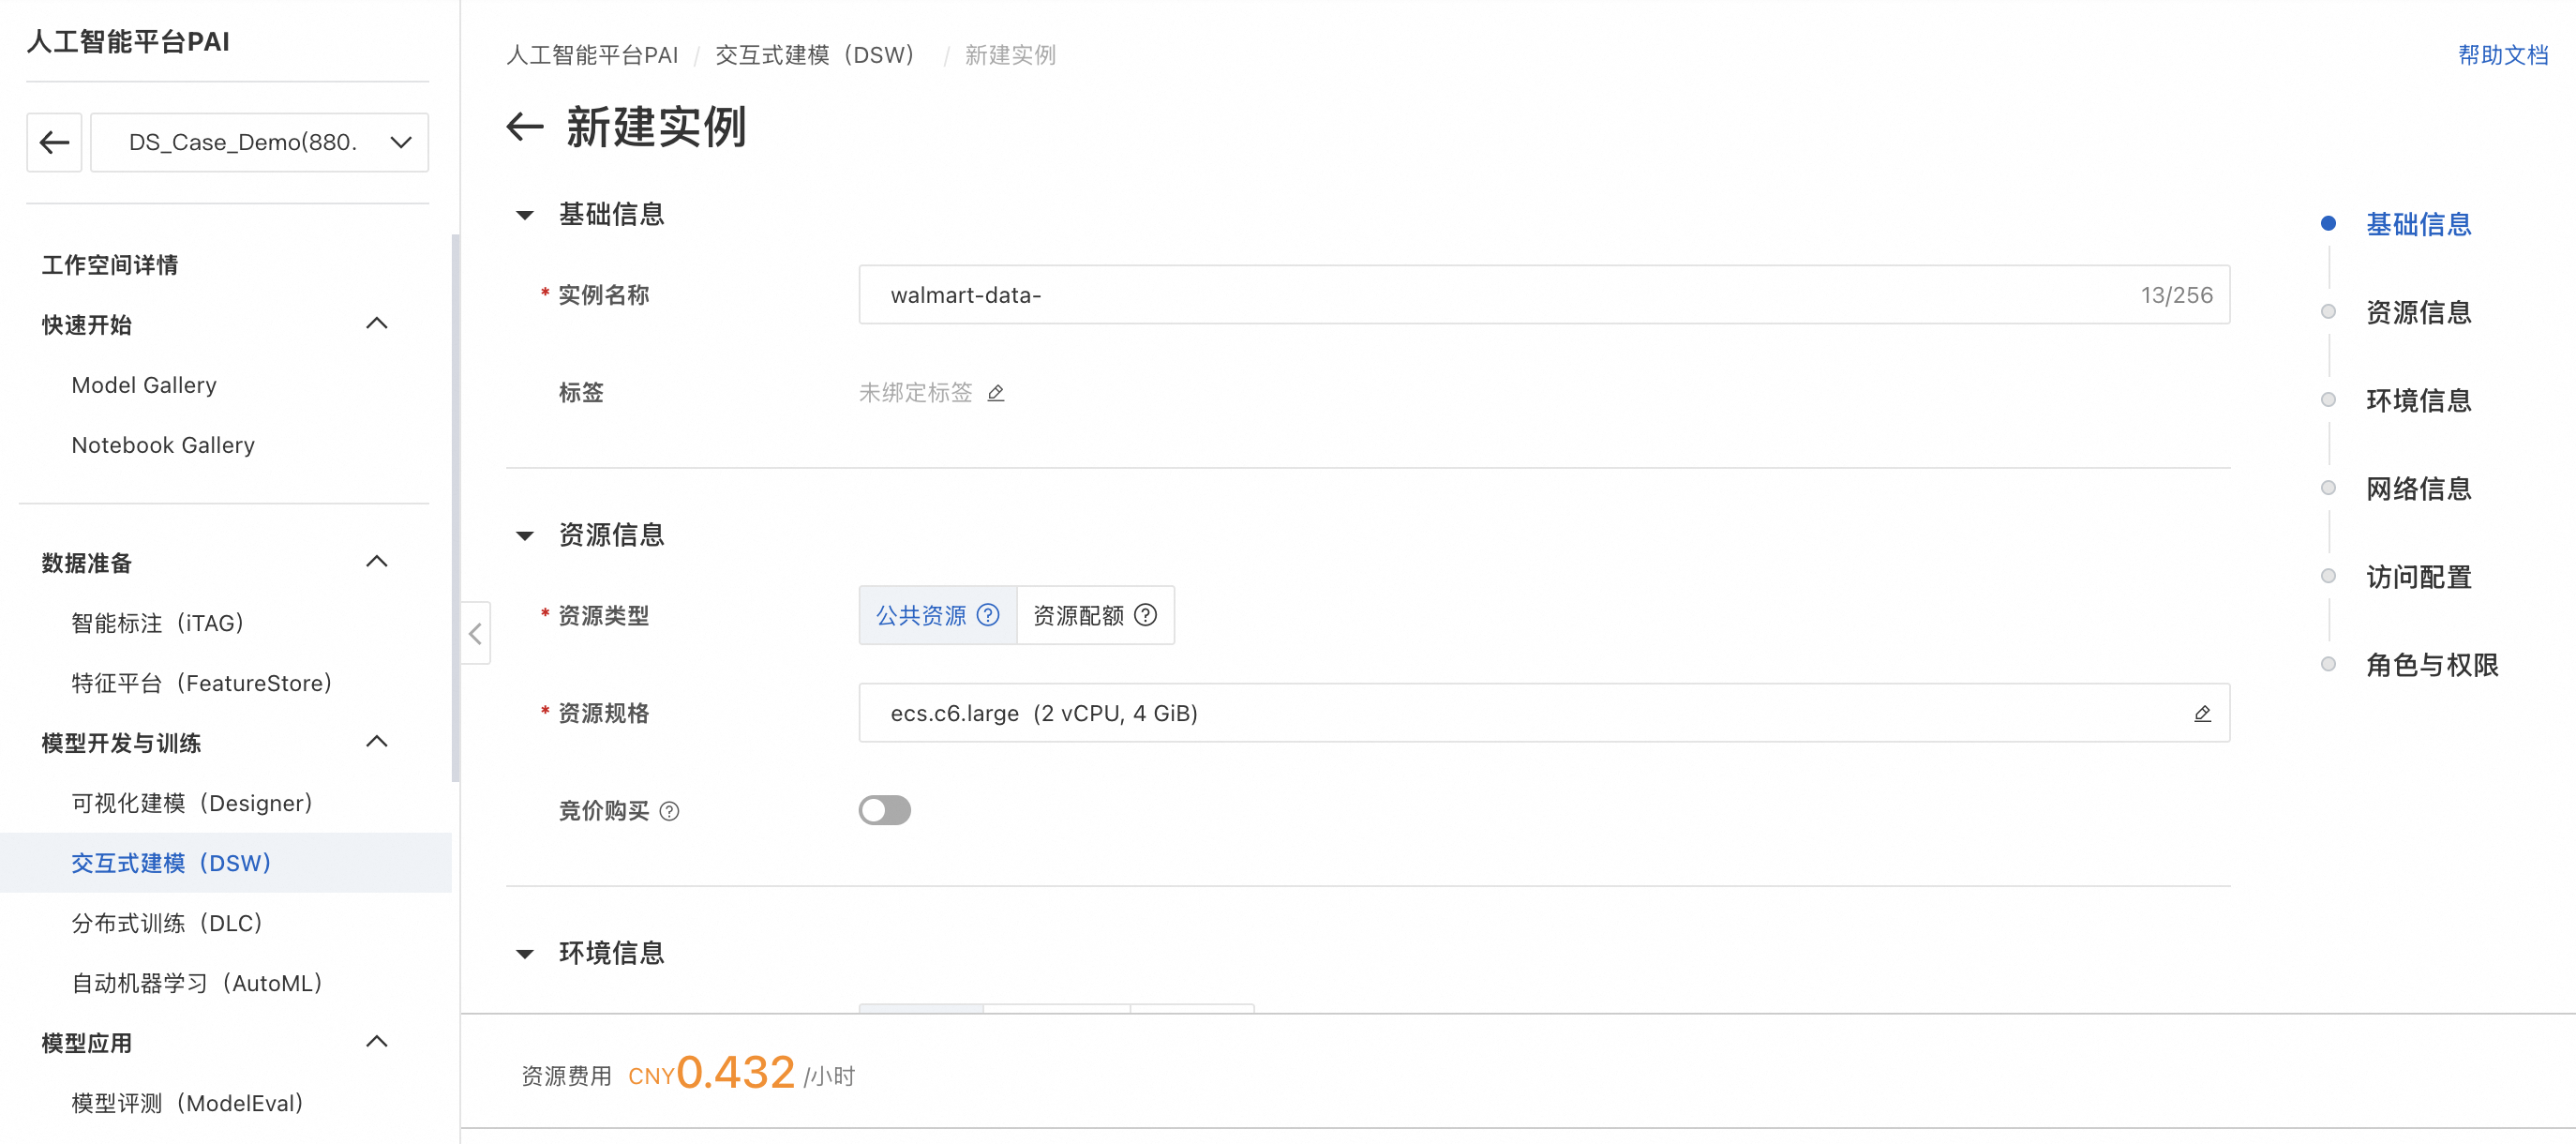 人工智能平台PAI
DS_Case_Demo(880.
工作空间详情
快速开始
Model Gallery
Notebook Gallery
数据准备
智能标注（iTAG）
特征平台（FeatureStore）
模型开发与训练
可视化建模（Designer）
交互式建模（DSW）
分布式训练（DLC）
自动机器学习（AutoML）
模型应用
模型评测（ModelEval）
人工智能平台PAI / 交互式建模（DSW） / 新建实例
帮助文档
新建实例
基础信息
* 实例名称
walmart-data-
13/256
标签
未绑定标签
资源信息
* 资源类型
公共资源
资源配额
* 资源规格
ecs.c6.large (2 vCPU, 4 GiB)
竞价购买
环境信息
资源费用 CNY0.432 /小时
基础信息
资源信息
环境信息
网络信息
访问配置
角色与权限